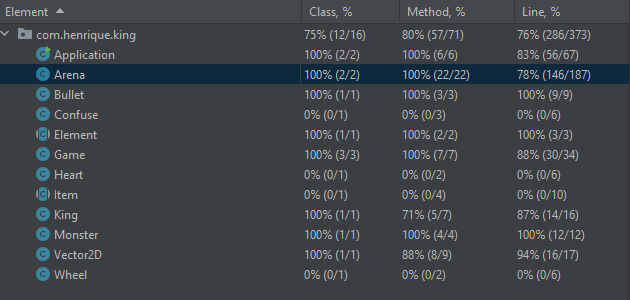 Element Class, % Method, % Line, %
com.henrique.king 75% (12/16) 80% (57/71) 76% (286/373)
Application 100% (2/2) 100% (6/6) 83% (56/67)
Arena 100% (2/2) 100% (22/22) 78% (146/187)
Bullet 100% (1/1) 100% (3/3) 100% (9/9)
Confuse 0% (0/1) 0% (0/3) 0% (0/6)
Element 100% (1/1) 100% (2/2) 100% (3/3)
Game 100% (3/3) 100% (7/7) 88% (30/34)
Heart 0% (0/1) 0% (0/2) 0% (0/6)
Item 0% (0/1) 0% (0/4) 0% (0/10)
King 100% (1/1) 71% (5/7) 87% (14/16)
Monster 100% (1/1) 100% (4/4) 100% (12/12)
Vector2D 100% (1/1) 88% (8/9) 94% (16/17)
Wheel 0% (0/1) 0% (0/2) 0% (0/6)